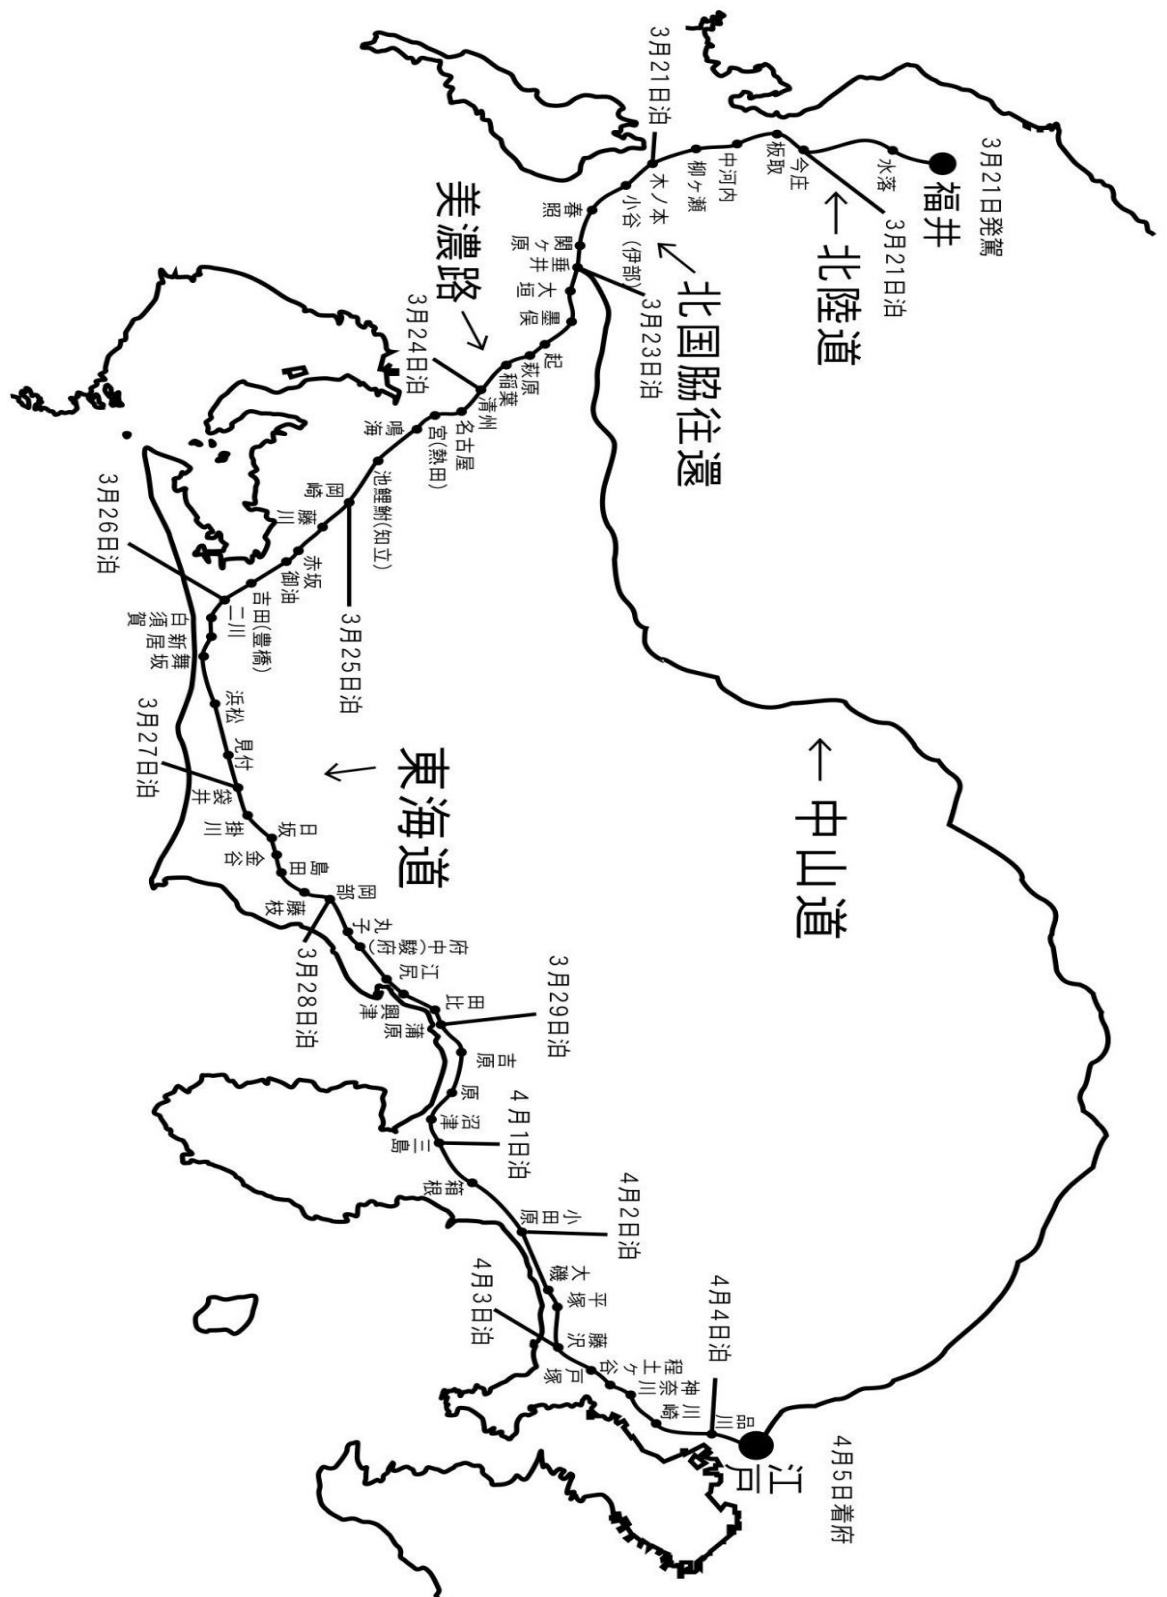 3月21日発駕
福井
水落
3月21日泊
今庄
←北陸道
板取
中河内
柳ヶ瀬
3月21日泊
木ノ本
←北国脇往還
小谷(伊部)
春照
関ヶ原
垂井
3月23日泊
大垣
墨俣
美濃路→
起
萩原
稲葉
清州
3月24日泊
名古屋
宮(熱田)
鳴海
池鯉鮒(知立)
岡崎
3月25日泊
藤川
赤坂
御油
吉田(豊橋)
二川
3月26日泊
白須賀
新居
舞坂
浜松
見付
袋井
3月27日泊
東海道
掛川
日坂
金谷
島田
藤枝
岡部
3月28日泊
丸子
府中(駿府)
江尻
興津
田比
蒲原
3月29日泊
吉原
原
沼津
三島
4月1日泊
箱根
小田原
4月2日泊
大磯
平塚
藤沢
4月3日泊
戸塚
程土ヶ谷
神奈川
川崎
品川
4月4日泊
江戸
4月5日着府
←中山道